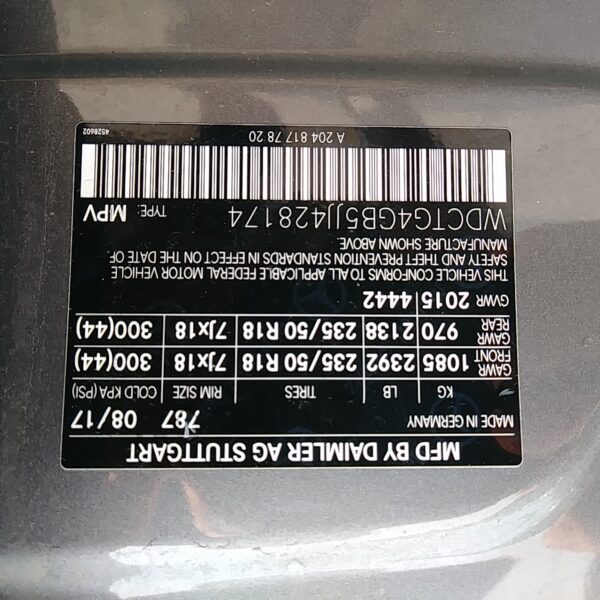 MFD BY DAIMLER AG STUTTGART
MADE IN GERMANY 787 08/17
KG LB TIRES RIM SIZE COLD KPA (PSI)
GAWR FRONT 1085 2392 235/50 R18 7Jx18 300(44)
GAWR REAR 970 2138 235/50 R18 7Jx18 300(44)
GVWR 2015 4442
THIS VEHICLE CONFORMS TO ALL APPLICABLE FEDERAL MOTOR VEHICLE
SAFETY AND THEFT PREVENTION STANDARDS IN EFFECT ON THE DATE OF
MANUFACTURE SHOWN ABOVE
WDCTG4GB5JJ428174 TYPE: MPV
A 204 817 78 20
4528602